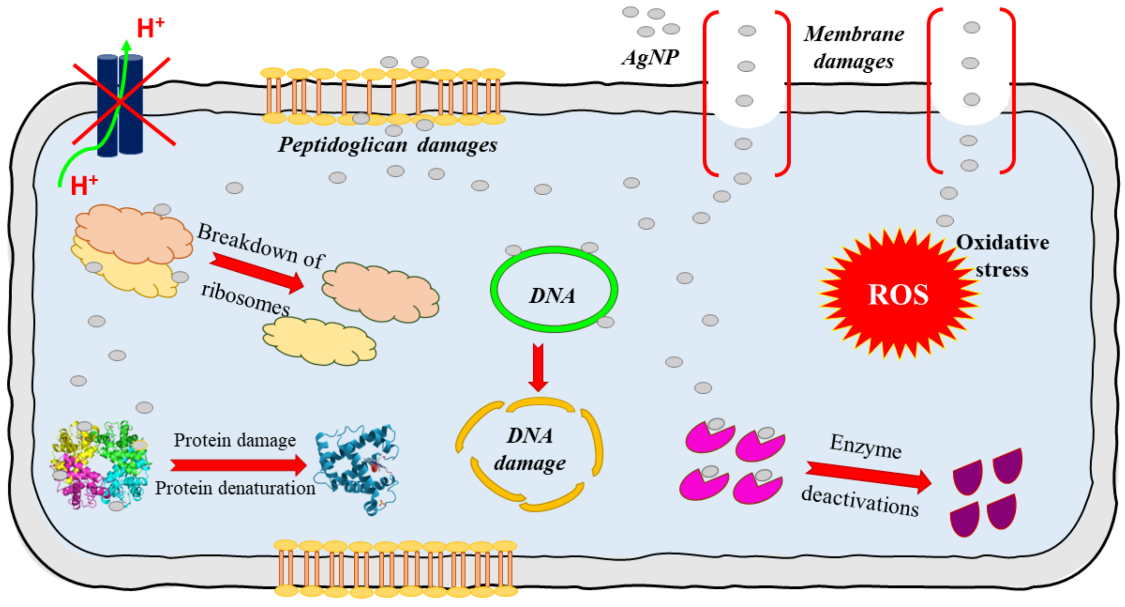 H+
H+
AgNP
Membrane
damages
Peptidoglican damages
Breakdown of
ribosomes
DNA
Oxidative
stress
ROS
Protein damage
Protein denaturation
DNA
damage
Enzyme
deactivations